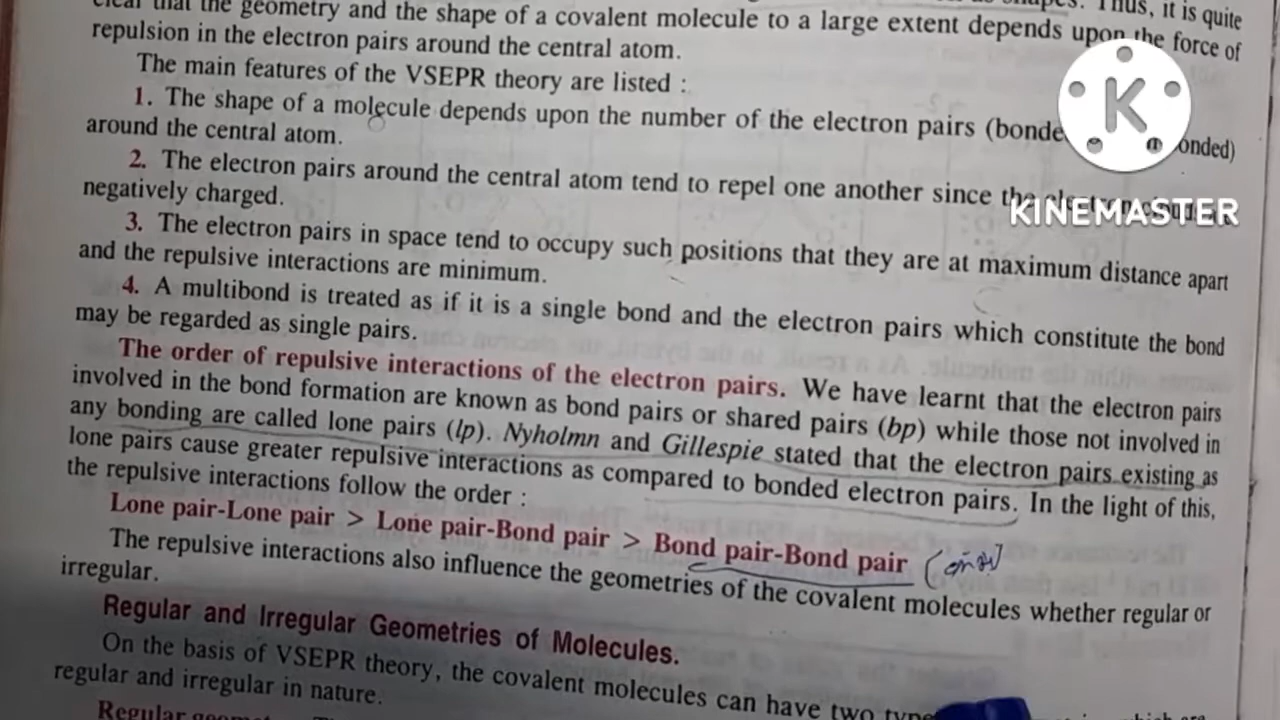 clear that the geometry and the shape of a covalent molecule to a large extent depends upon the force of
repulsion in the electron pairs around the central atom.
shapes. Thus, it is quite
The main features of the VSEPR theory are listed :
1. The shape of a molecule depends upon the number of the electron pairs (bonde onded)
around the central atom.
2. The electron pairs around the central atom tend to repel one another since the
negatively charged.
3. The electron pairs in space tend to occupy such positions that they are at maximum distance apart
and the repulsive interactions are minimum.
4. A multibond is treated as if it is a single bond and the electron pairs which constitute the bond
may be regarded as single pairs.
The order of repulsive interactions of the electron pairs. We have learnt that the electron pairs
involved in the bond formation are known as bond pairs or shared pairs (bp) while those not involved in
any bonding are called lone pairs (lp). Nyholmn and Gillespie stated that the electron pairs existing as
lone pairs cause greater repulsive interactions as compared to bonded electron pairs. In the light of this,
the repulsive interactions follow the order :
Lone pair-Lone pair > Lone pair-Bond pair > Bond pair-Bond pair
The repulsive interactions also influence the geometries of the covalent molecules whether regular or
irregular.
Regular and Irregular Geometries of Molecules.
On the basis of VSEPR theory, the covalent molecules can have two
regular and irregular in nature.
Regular
K
KINEMASTER